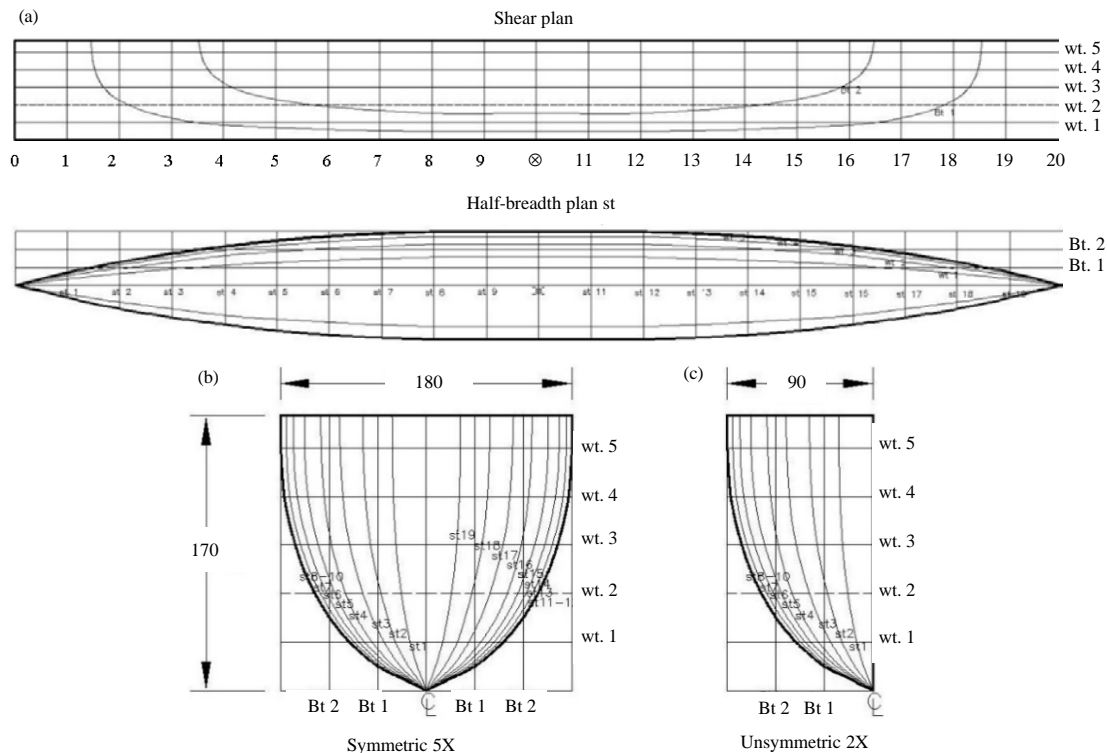 (a)
Shear plan
wt. 5
wt. 4
wt. 3
wt. 2
wt. 1
Bt 2
Bt 1
0 1 2 3 4 5 6 7 8 9 ⊗ 11 12 13 14 15 16 17 18 19 20
Half-breadth plan st
Bt. 2
Bt. 1
wt 1
st 1 st 2 st 3 st 4 st 5 st 6 st 7 st 8 st 9 st 11 st 12 st 13 st 14 st 15 st 15 st 17 st 18 st 19
(b)
180
170
wt. 5
wt. 4
wt. 3
wt. 2
wt. 1
st19
st18
st17
st16
st15
st14
st8-10
st7
st6
st5
st4
st3
st2
st1
Bt 2 Bt 1 CL Bt 1 Bt 2
Symmetric 5X
(c)
90
wt. 5
wt. 4
wt. 3
wt. 2
wt. 1
st8-10
st7
st6
st5
st4
st3
st2
st1
Bt 2 Bt 1 CL
Unsymmetric 2X